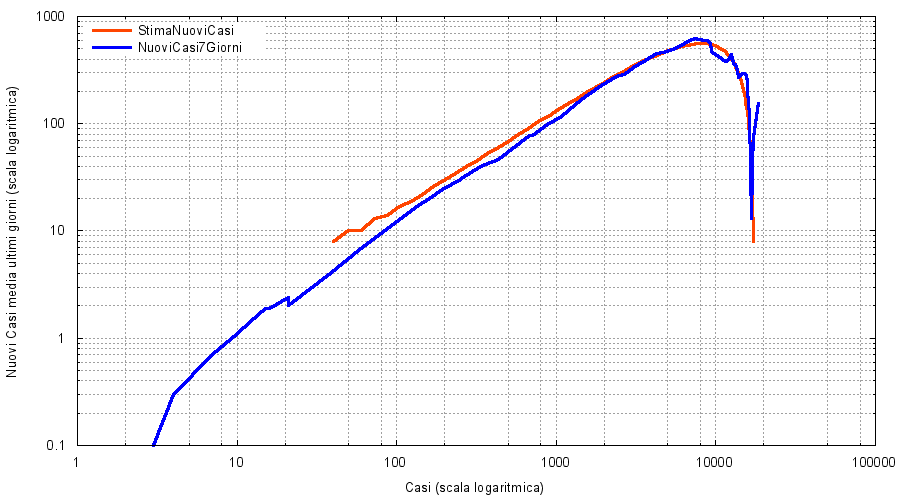 StimaNuoviCasi
NuoviCasi7Giorni
Nuovi Casi media ultimi giorni (scala logaritmica)
1000
100
10
1
0.1
1
10
100
1000
10000
100000
Casi (scala logaritmica)